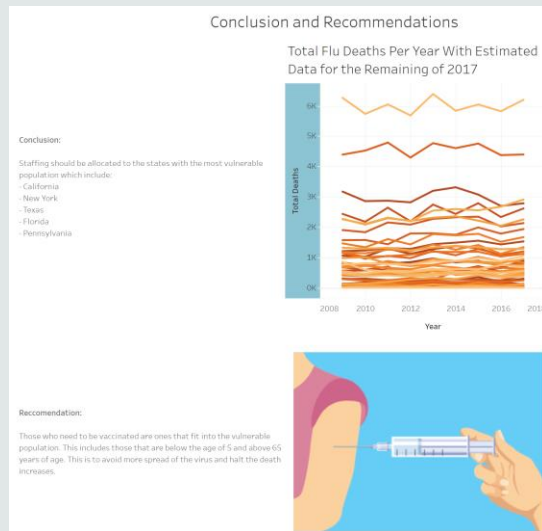 Conclusion and Recommendations
Total Flu Deaths Per Year With Estimated
Data for the Remaining of 2017
Conclusion:
Staffing should be allocated to the states with the most vulnerable
population which include:
- California
- New York
- Texas
- Florida
- Pennsylvania
Total Deaths
6K
5K
4K
3K
2K
1K
0K
2008 2010 2012 2014 2016 201
Year
Reccomendation:
Those who need to be vaccinated are ones that fit into the vulnerable
population. This includes those that are below the age of 5 and above 65
years of age. This is to avoid more spread of the virus and halt the death
increases.